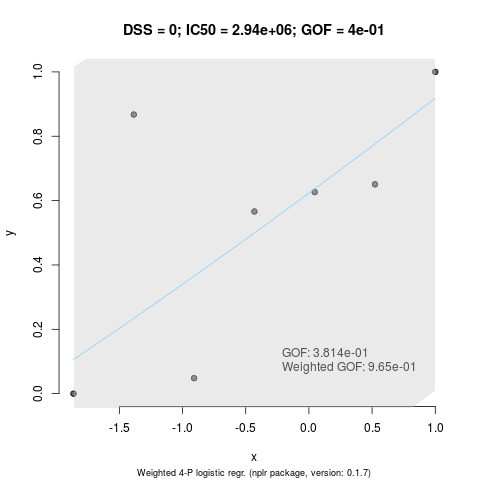 DSS = 0; IC50 = 2.94e+06; GOF = 4e-01
1.0
0.8
0.6
0.4
0.2
0.0
y
GOF: 3.814e-01
Weighted GOF: 9.65e-01
-1.5 -1.0 -0.5 0.0 0.5 1.0
x
Weighted 4-P logistic regr. (nplr package, version: 0.1.7)